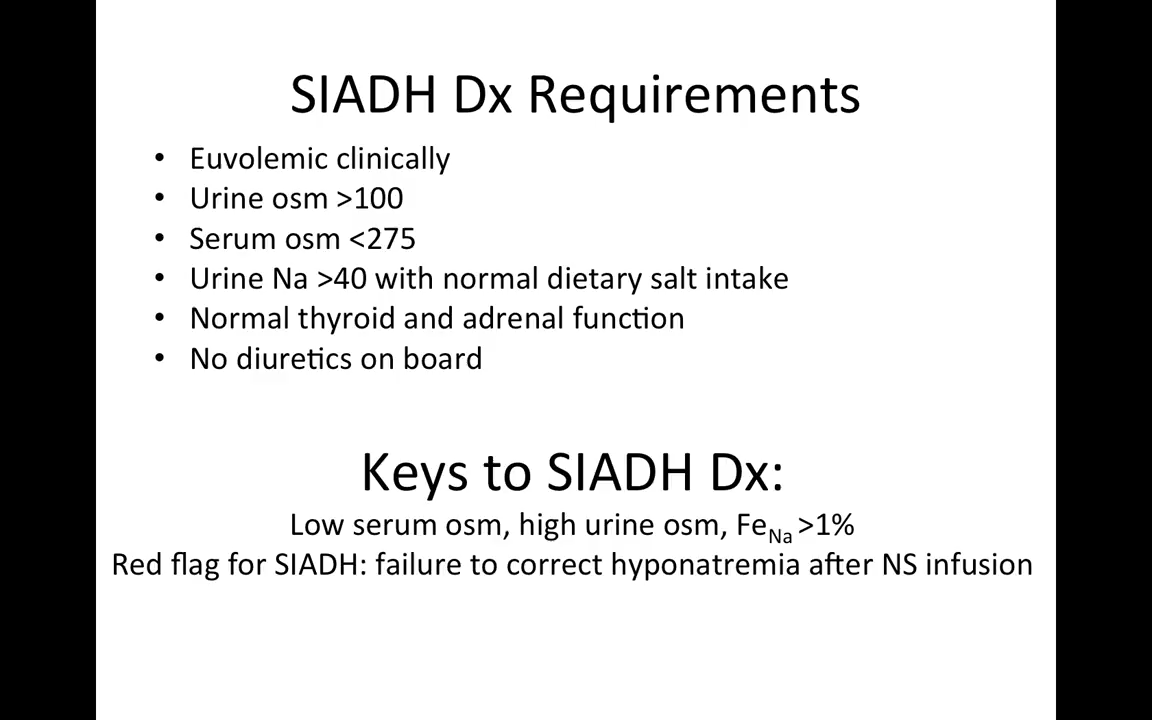 SIADH Dx Requirements
• Euvolemic clinically
• Urine osm >100
• Serum osm <275
• Urine Na >40 with normal dietary salt intake
• Normal thyroid and adrenal function
• No diuretics on board
Keys to SIADH Dx:
Low serum osm, high urine osm, FeNa >1%
Red flag for SIADH: failure to correct hyponatremia after NS infusion